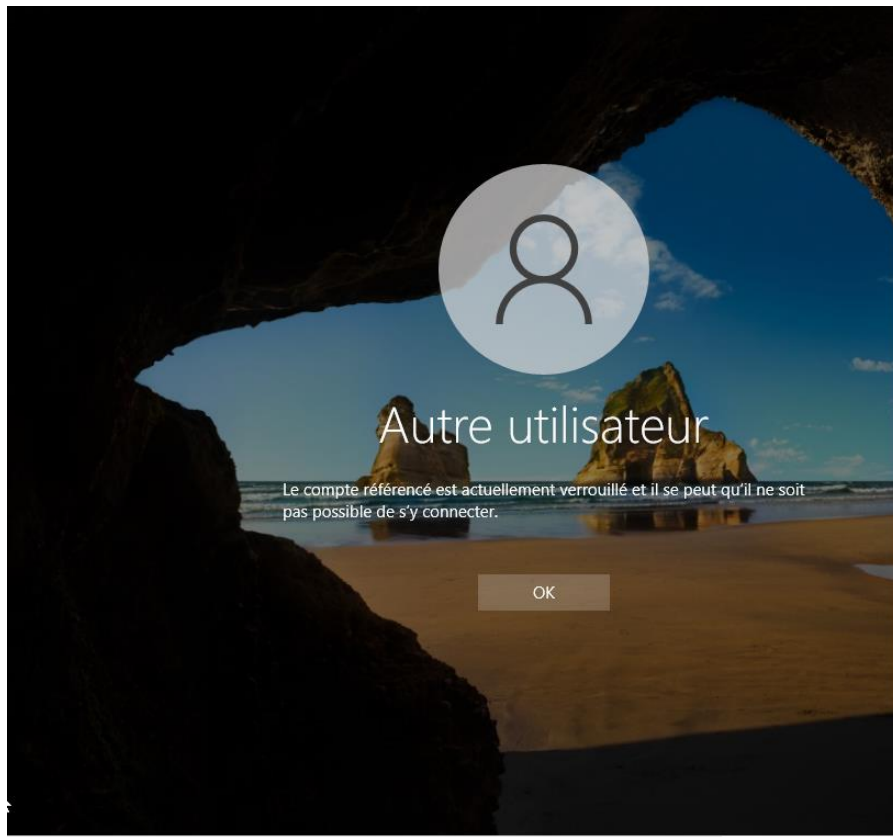 Autre utilisateur
Le compte référencé est actuellement verrouillé et il se peut qu'il ne soit
pas possible de s'y connecter.
OK